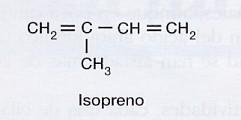 CH2=C — CH=CH2
CH3
Isopreno